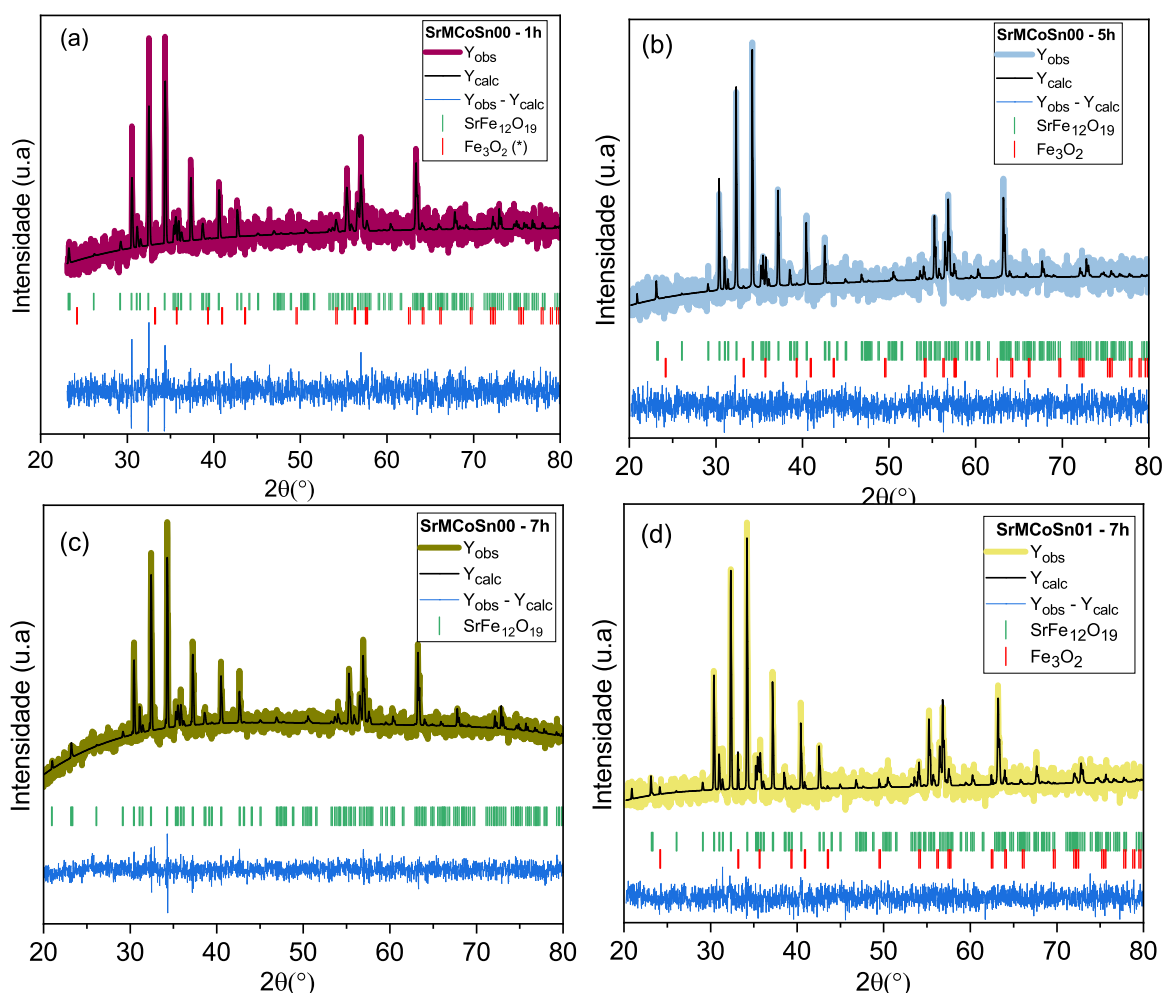 (a)
SrMCoSn00 - 1h
Yobs
Ycalc
Yobs - Ycalc
SrFe12O19
Fe3O2 (*)
Intensidade (u.a)
20 30 40 50 60 70 80
2θ(°)
(b)
SrMCoSn00 - 5h
Yobs
Ycalc
Yobs - Ycalc
SrFe12O19
Fe3O2
Intensidade (u.a)
20 30 40 50 60 70 80
2θ(°)
(c)
SrMCoSn00 - 7h
Yobs
Ycalc
Yobs - Ycalc
SrFe12O19
Intensidade (u.a)
20 30 40 50 60 70 80
2θ(°)
(d)
SrMCoSn01 - 7h
Yobs
Ycalc
Yobs - Ycalc
SrFe12O19
Fe3O2
Intensidade (u.a)
20 30 40 50 60 70 80
2θ(°)